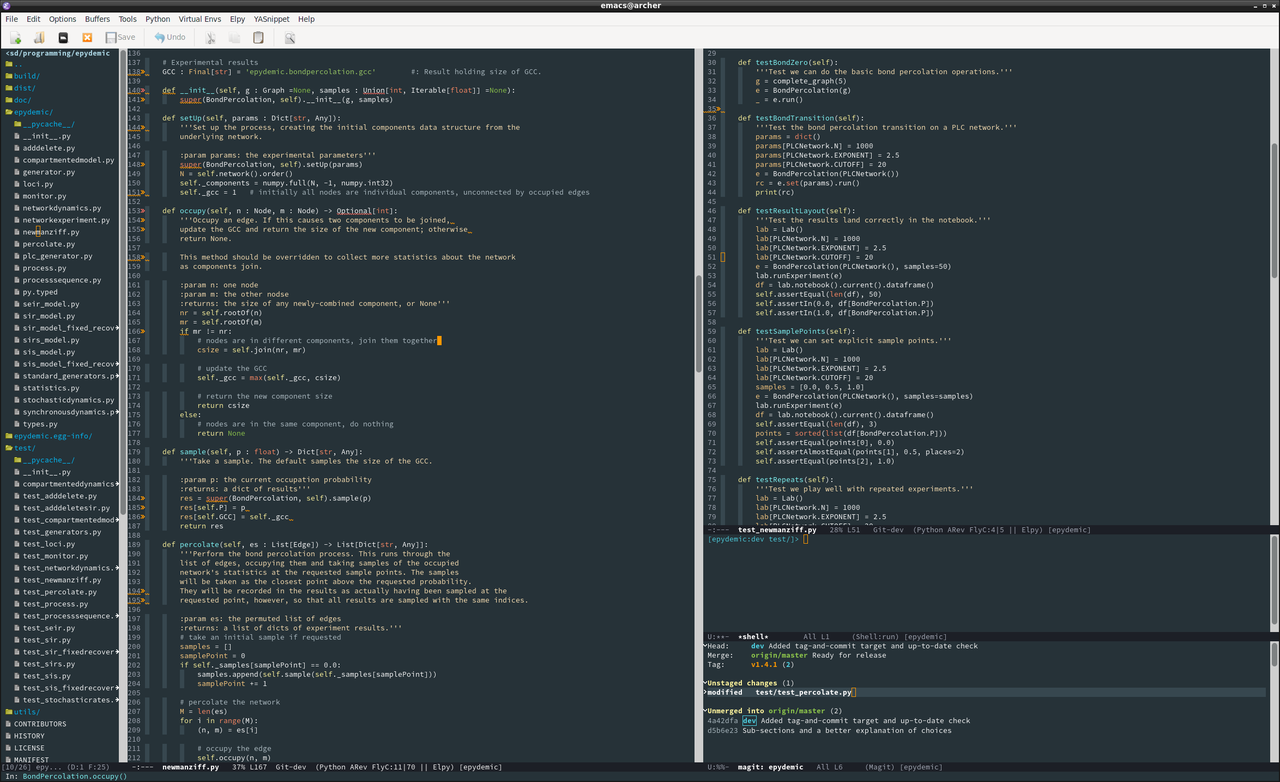 emacs@archer
File Edit Options Buffers Tools Python Virtual Envs Elpy YASnippet Help
Save Undo
<sd/programming/epydemic
..
build/
dist/
doc/
epydemic/
__pycache__/
__init__.py
adddelete.py
compartmentedmodel.py
generator.py
loci.py
monitor.py
networkdynamics.py
networkexperiment.py
newmanziff.py
percolate.py
plc_generator.py
process.py
processsequence.py
py.typed
seir_model.py
sir_model.py
sir_model_fixed_recov
sirs_model.py
sis_model.py
sis_model_fixed_recov
standard_generators.p
statistics.py
stochasticdynamics.py
synchronousdynamics.p
types.py
epydemic.egg-info/
test/
__pycache__/
__init__.py
compartmenteddynamic
test_adddelete.py
test_adddeletesir.py
test_compartmentedmod
test_generators.py
test_loci.py
test_monitor.py
test_networkdynamics.
test_newmanziff.py
test_percolate.py
test_process.py
test_processsequence.
test_seir.py
test_sir.py
test_sir_fixedrecover
test_sirs.py
test_sis.py
test_sis_fixedrecover
test_stochasticrates.
utils/
CONTRIBUTORS
HISTORY
LICENSE
MANIFEST
[10/26] epy... (D:1 F:25)
136
137 # Experimental results
138 GCC : Final[str] = 'epydemic.bondpercolation.gcc' #: Result holding size of GCC.
139
140 def __init__(self, g : Graph =None, samples : Union[int, Iterable[float]] =None):
141 super(BondPercolation, self).__init__(g, samples)
142
143 def setUp(self, params : Dict[str, Any]):
144 '''Set up the process, creating the initial components data structure from the
145 underlying network.
146
147 :param params: the experimental parameters'''
148 super(BondPercolation, self).setUp(params)
149 N = self.network().order()
150 self._components = numpy.full(N, -1, numpy.int32)
151 self._gcc = 1 # initially all nodes are individual components, unconnected by occupied edges
152
153 def occupy(self, n : Node, m : Node) -> Optional[int]:
154 '''Occupy an edge. If this causes two components to be joined,
155 update the GCC and return the size of the new component; otherwise
156 return None.
157
158 This method should be overridden to collect more statistics about the network
159 as components join.
160
161 :param n: one node
162 :param m: the other nodse
163 :returns: the size of any newly-combined component, or None'''
164 nr = self.rootOf(n)
165 mr = self.rootOf(m)
166 if mr != nr:
167 # nodes are in different components, join them together
168 csize = self.join(nr, mr)
169
170 # update the GCC
171 self._gcc = max(self._gcc, csize)
172
173 # return the new component size
174 return csize
175 else:
176 # nodes are in the same component, do nothing
177 return None
178
179 def sample(self, p : float) -> Dict[str, Any]:
180 '''Take a sample. The default samples the size of the GCC.
181
182 :param p: the current occupation probability
183 :returns: a dict of results'''
184 res = super(BondPercolation, self).sample(p)
185 res[self.P] = p
186 res[self.GCC] = self._gcc
187 return res
188
189 def percolate(self, es : List[Edge]) -> List[Dict[str, Any]]:
190 '''Perform the bond percolation process. This runs through the
191 list of edges, occupying them and taking samples of the occupied
192 network's statistics at the requested sample points. The samples
193 will be taken as the closest point above the requested probability.
194 They will be recorded in the results as actually having been sampled at the
195 requested point, however, so that all results are sampled with the same indices.
196
197 :param es: the permuted list of edges
198 :returns: a list of dicts of experiment results.'''
199 # take an initial sample if requested
200 samples = []
201 samplePoint = 0
202 if self._samples[samplePoint] == 0.0:
203 samples.append(self.sample(self._samples[samplePoint]))
204 samplePoint += 1
205
206 # percolate the network
207 M = len(es)
208 for i in range(M):
209 (n, m) = es[i]
210
211 # occupy the edge
212 self.occupy(n, m)
-:--- newmanziff.py 37% L167 Git-dev (Python ARev FlyC:11|70 || Elpy) [epydemic]
29
30 def testBondZero(self):
31 '''Test we can do the basic bond percolation operations.'''
32 g = complete_graph(5)
33 e = BondPercolation(g)
34 _ = e.run()
35
36 def testBondTransition(self):
37 '''Test the bond percolation transition on a PLC network.'''
38 params = dict()
39 params[PLCNetwork.N] = 1000
40 params[PLCNetwork.EXPONENT] = 2.5
41 params[PLCNetwork.CUTOFF] = 20
42 e = BondPercolation(PLCNetwork())
43 rc = e.set(params).run()
44 print(rc)
45
46 def testResultLayout(self):
47 '''Test the results land correctly in the notebook.'''
48 lab = Lab()
49 lab[PLCNetwork.N] = 1000
50 lab[PLCNetwork.EXPONENT] = 2.5
51 lab[PLCNetwork.CUTOFF] = 20
52 e = BondPercolation(PLCNetwork(), samples=50)
53 lab.runExperiment(e)
54 df = lab.notebook().current().dataframe()
55 self.assertEqual(len(df), 50)
56 self.assertIn(0.0, df[BondPercolation.P])
57 self.assertIn(1.0, df[BondPercolation.P])
58
59 def testSamplePoints(self):
60 '''Test we can set explicit sample points.'''
61 lab = Lab()
62 lab[PLCNetwork.N] = 1000
63 lab[PLCNetwork.EXPONENT] = 2.5
64 lab[PLCNetwork.CUTOFF] = 20
65 samples = [0.0, 0.5, 1.0]
66 e = BondPercolation(PLCNetwork(), samples=samples)
67 lab.runExperiment(e)
68 df = lab.notebook().current().dataframe()
69 self.assertEqual(len(df), 3)
70 points = sorted(list(df[BondPercolation.P]))
71 self.assertEqual(points[0], 0.0)
72 self.assertAlmostEqual(points[1], 0.5, places=2)
73 self.assertEqual(points[2], 1.0)
74
75 def testRepeats(self):
76 '''Test we play well with repeated experiments.'''
77 lab = Lab()
78 lab[PLCNetwork.N] = 1000
79 lab[PLCNetwork.EXPONENT] = 2.5
-:--- test_newmanziff.py 28% L51 Git-dev (Python ARev FlyC:4|5 || Elpy) [epydemic]
[epydemic:dev test/]>
U:**- *shell* All L1 (Shell:run) [epydemic]
Head: dev Added tag-and-commit target and up-to-date check
Merge: origin/master Ready for release
Tag: v1.4.1 (2)
Unstaged changes (1)
modified test/test_percolate.py
Unmerged into origin/master (2)
4a42dfa dev Added tag-and-commit target and up-to-date check
d5b6e23 Sub-sections and a better explanation of choices
U:%%- magit: epydemic All L6 (Magit) [epydemic]
In: BondPercolation.occupy()